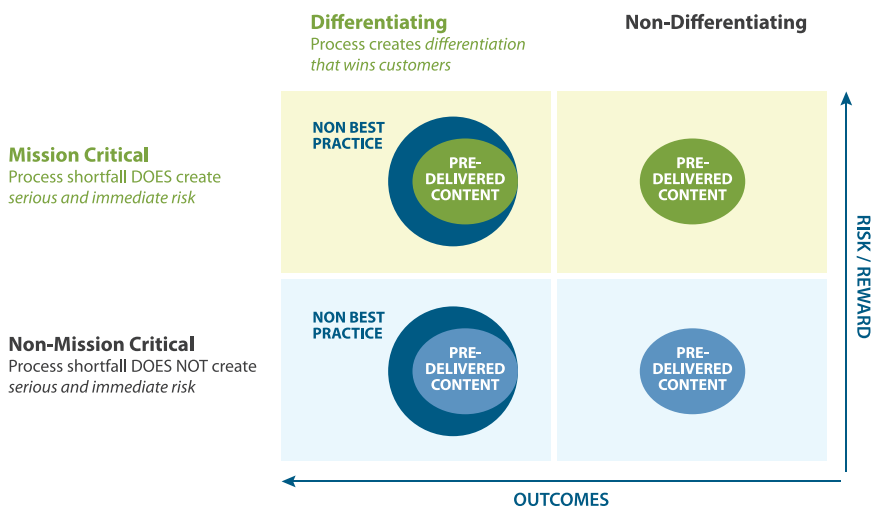 Differentiating
Process creates differentiation
that wins customers
Non-Differentiating
Mission Critical
Process shortfall DOES create
serious and immediate risk
NON BEST
PRACTICE
PRE-
DELIVERED
CONTENT
PRE-
DELIVERED
CONTENT
Non-Mission Critical
Process shortfall DOES NOT create
serious and immediate risk
NON BEST
PRACTICE
PRE-
DELIVERED
CONTENT
PRE-
DELIVERED
CONTENT
RISK / REWARD
OUTCOMES